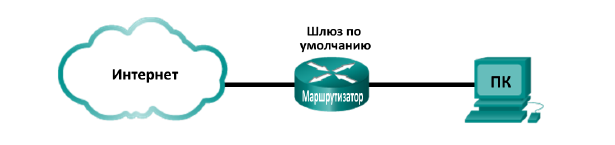 Шлюз по
умолчанию
Интернет
Маршрутизатор
ПК